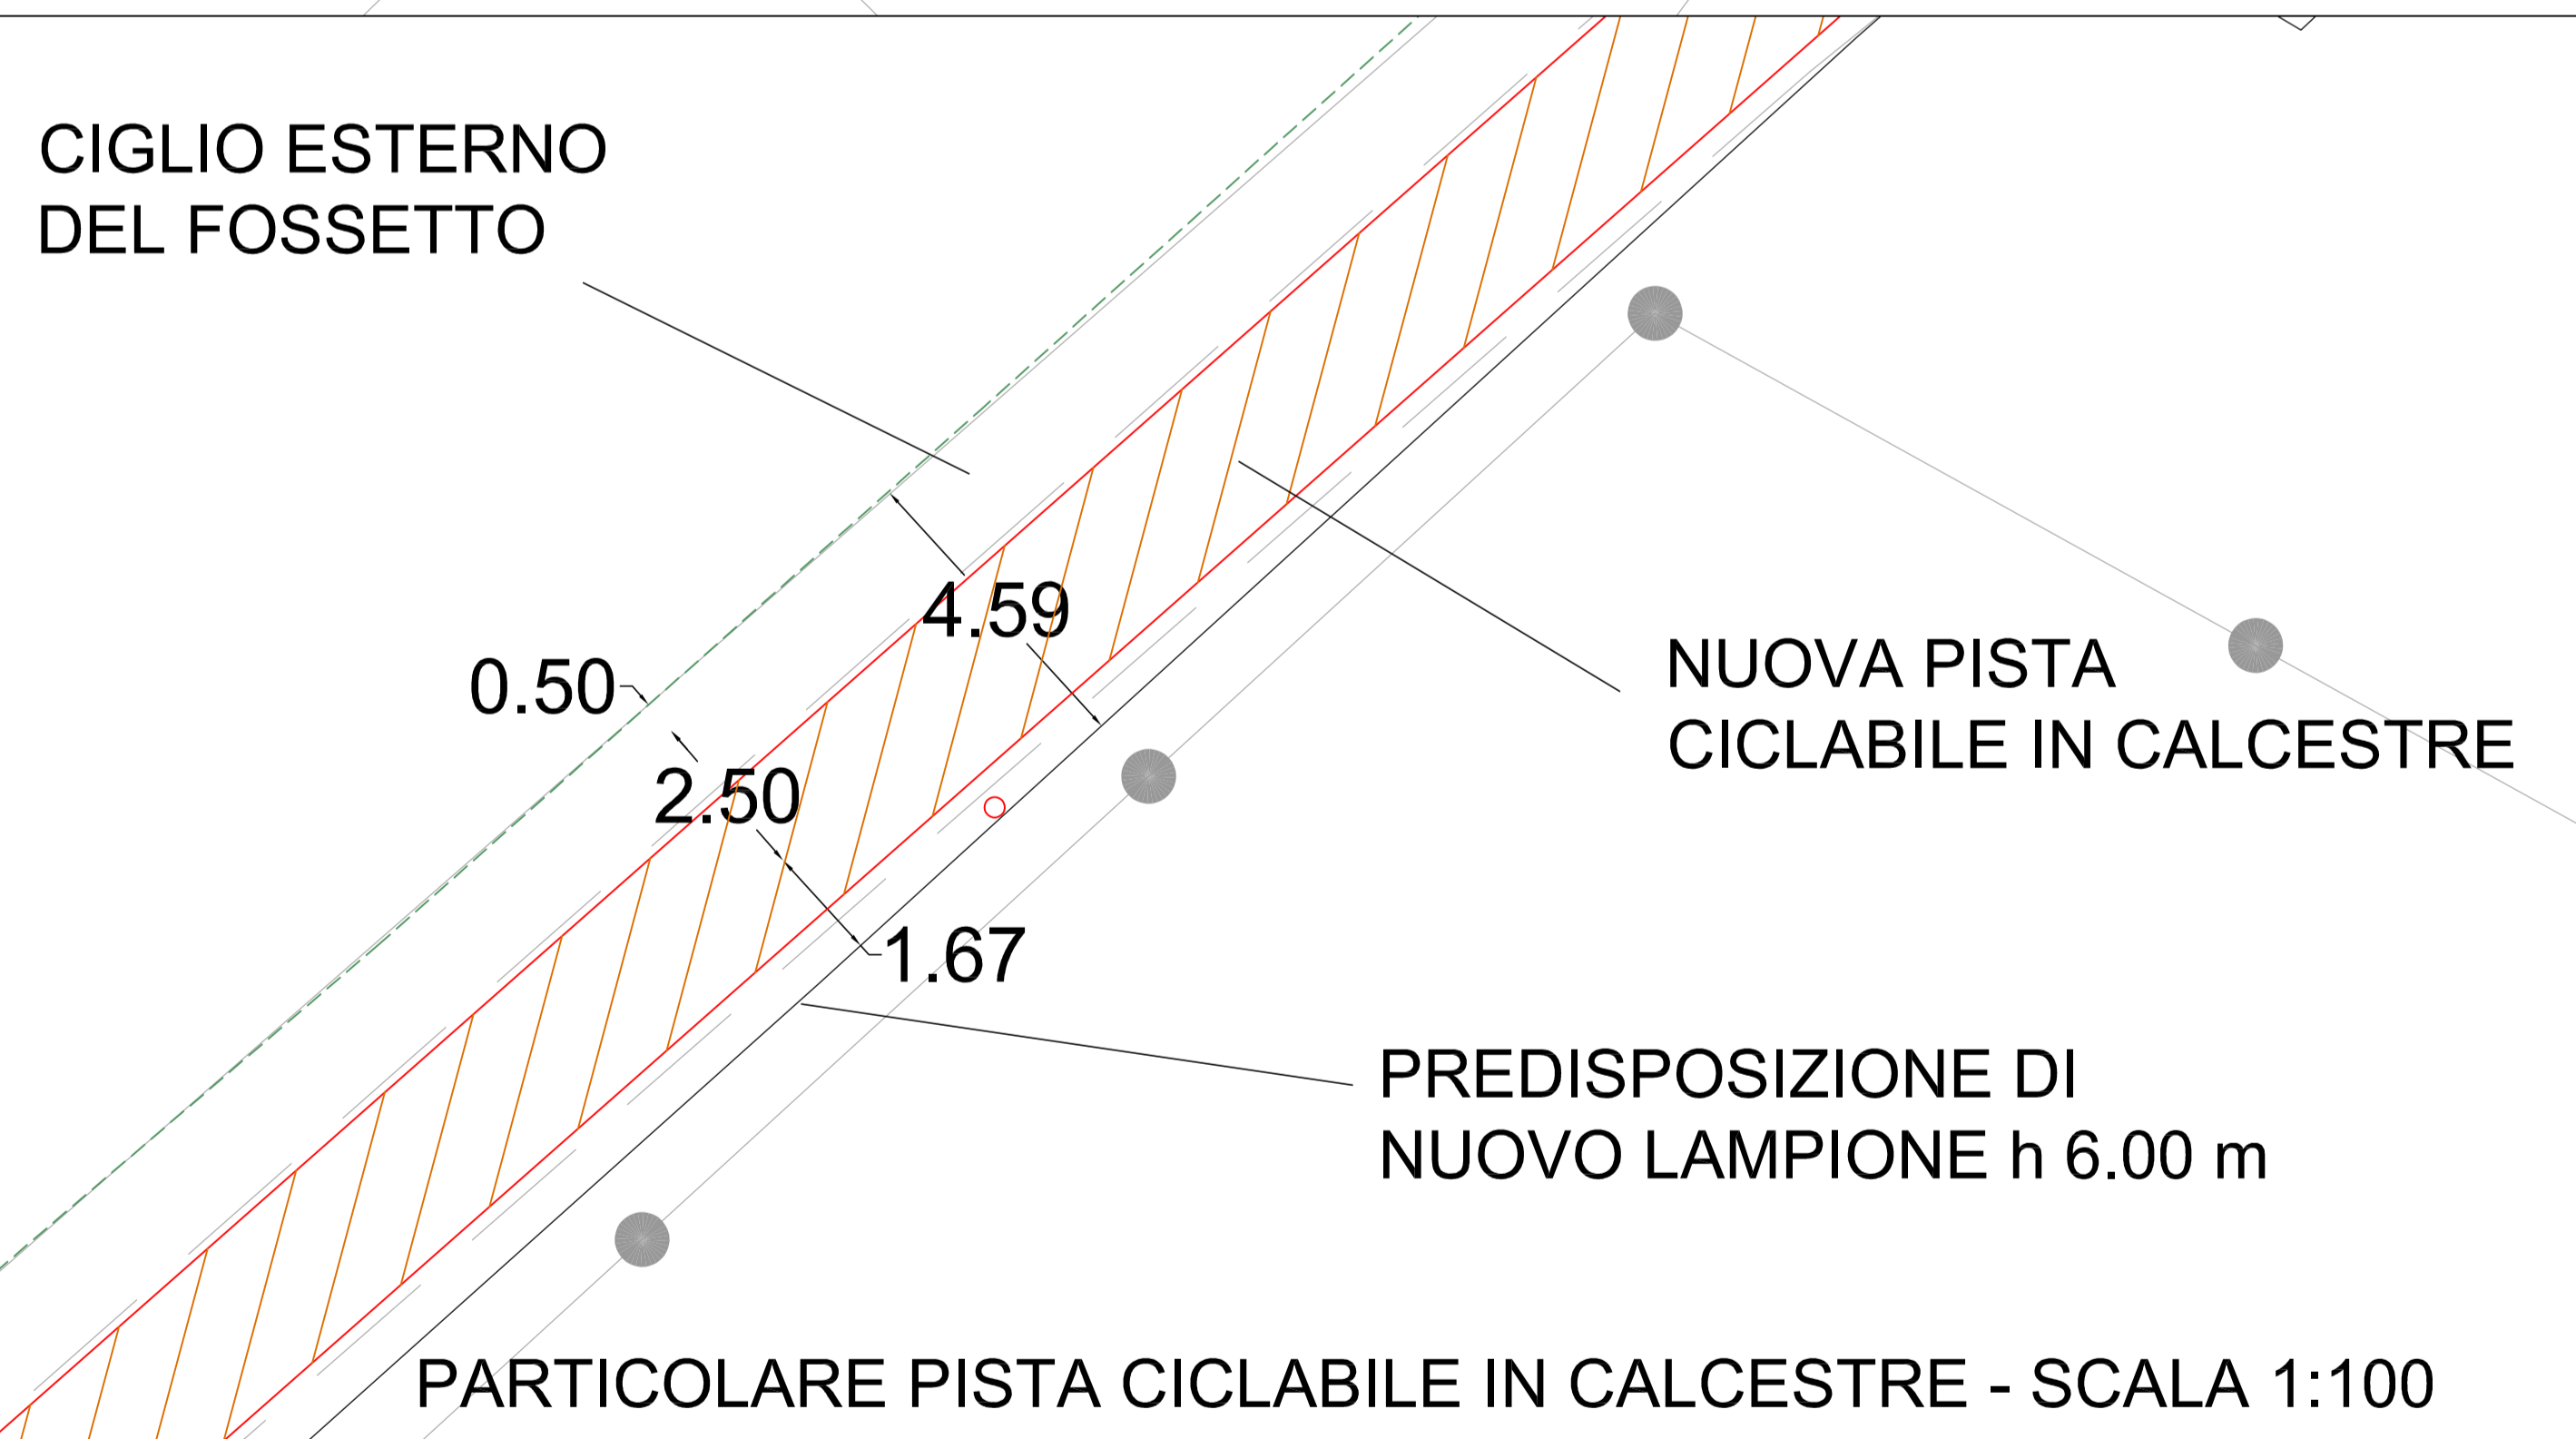 CIGLIO ESTERNO
DEL FOSSETTO
4.59
0.50
2.50
1.67
NUOVA PISTA
CICLABILE IN CALCESTRE
PREDISPOSIZIONE DI
NUOVO LAMPIONE h 6.00 m
PARTICOLARE PISTA CICLABILE IN CALCESTRE - SCALA 1:100